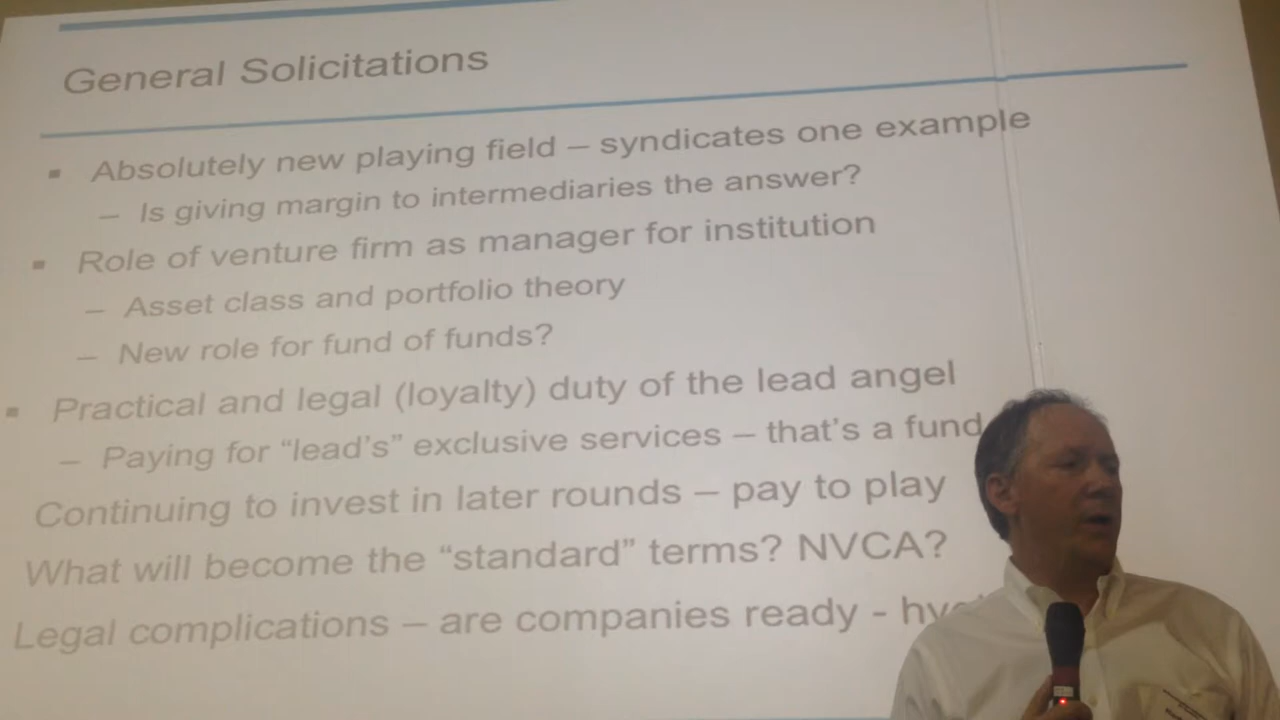 General Solicitations
▪ Absolutely new playing field – syndicates one example
– Is giving margin to intermediaries the answer?
▪ Role of venture firm as manager for institution
– Asset class and portfolio theory
– New role for fund of funds?
▪ Practical and legal (loyalty) duty of the lead angel
– Paying for “lead’s” exclusive services – that’s a fund
Continuing to invest in later rounds – pay to play
What will become the “standard” terms? NVCA?
Legal complications – are companies ready -